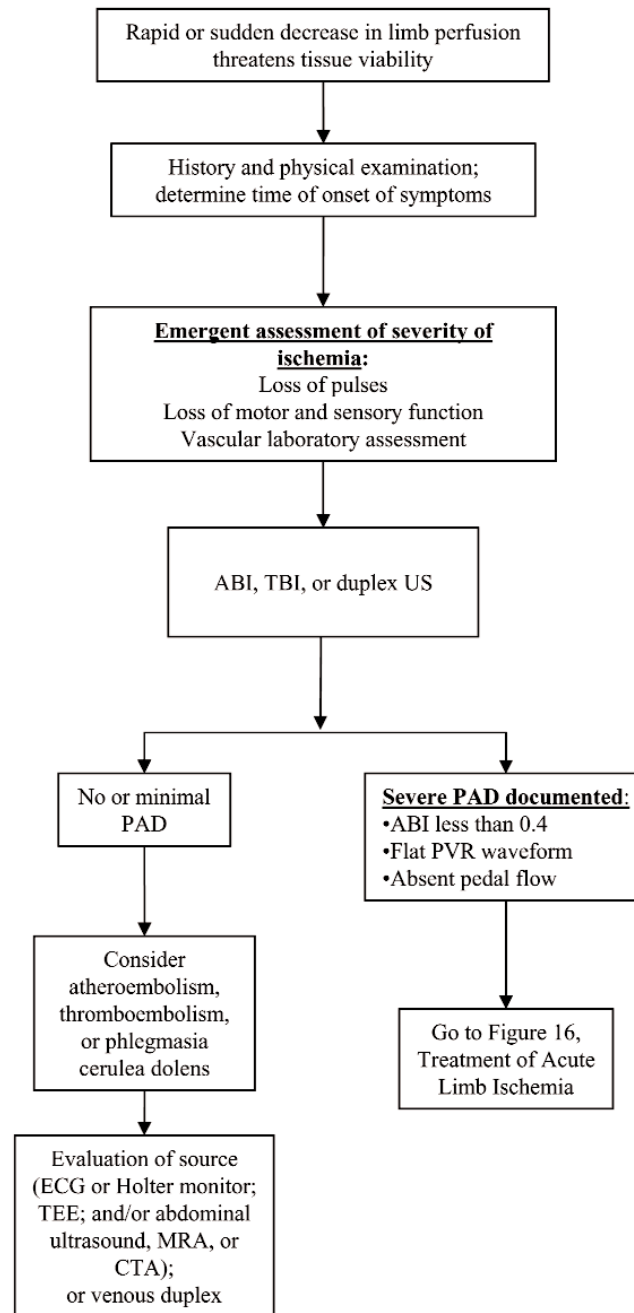 Rapid or sudden decrease in limb perfusion
threatens tissue viability
History and physical examination;
determine time of onset of symptoms
Emergent assessment of severity of
ischemia:
Loss of pulses
Loss of motor and sensory function
Vascular laboratory assessment
ABI, TBI, or duplex US
No or minimal
PAD
Severe PAD documented:
•ABI less than 0.4
•Flat PVR waveform
•Absent pedal flow
Consider
atheroembolism,
thromboembolism,
or phlegmasia
cerulea dolens
Go to Figure 16,
Treatment of Acute
Limb Ischemia
Evaluation of source
(ECG or Holter monitor;
TEE; and/or abdominal
ultrasound, MRA, or
CTA);
or venous duplex